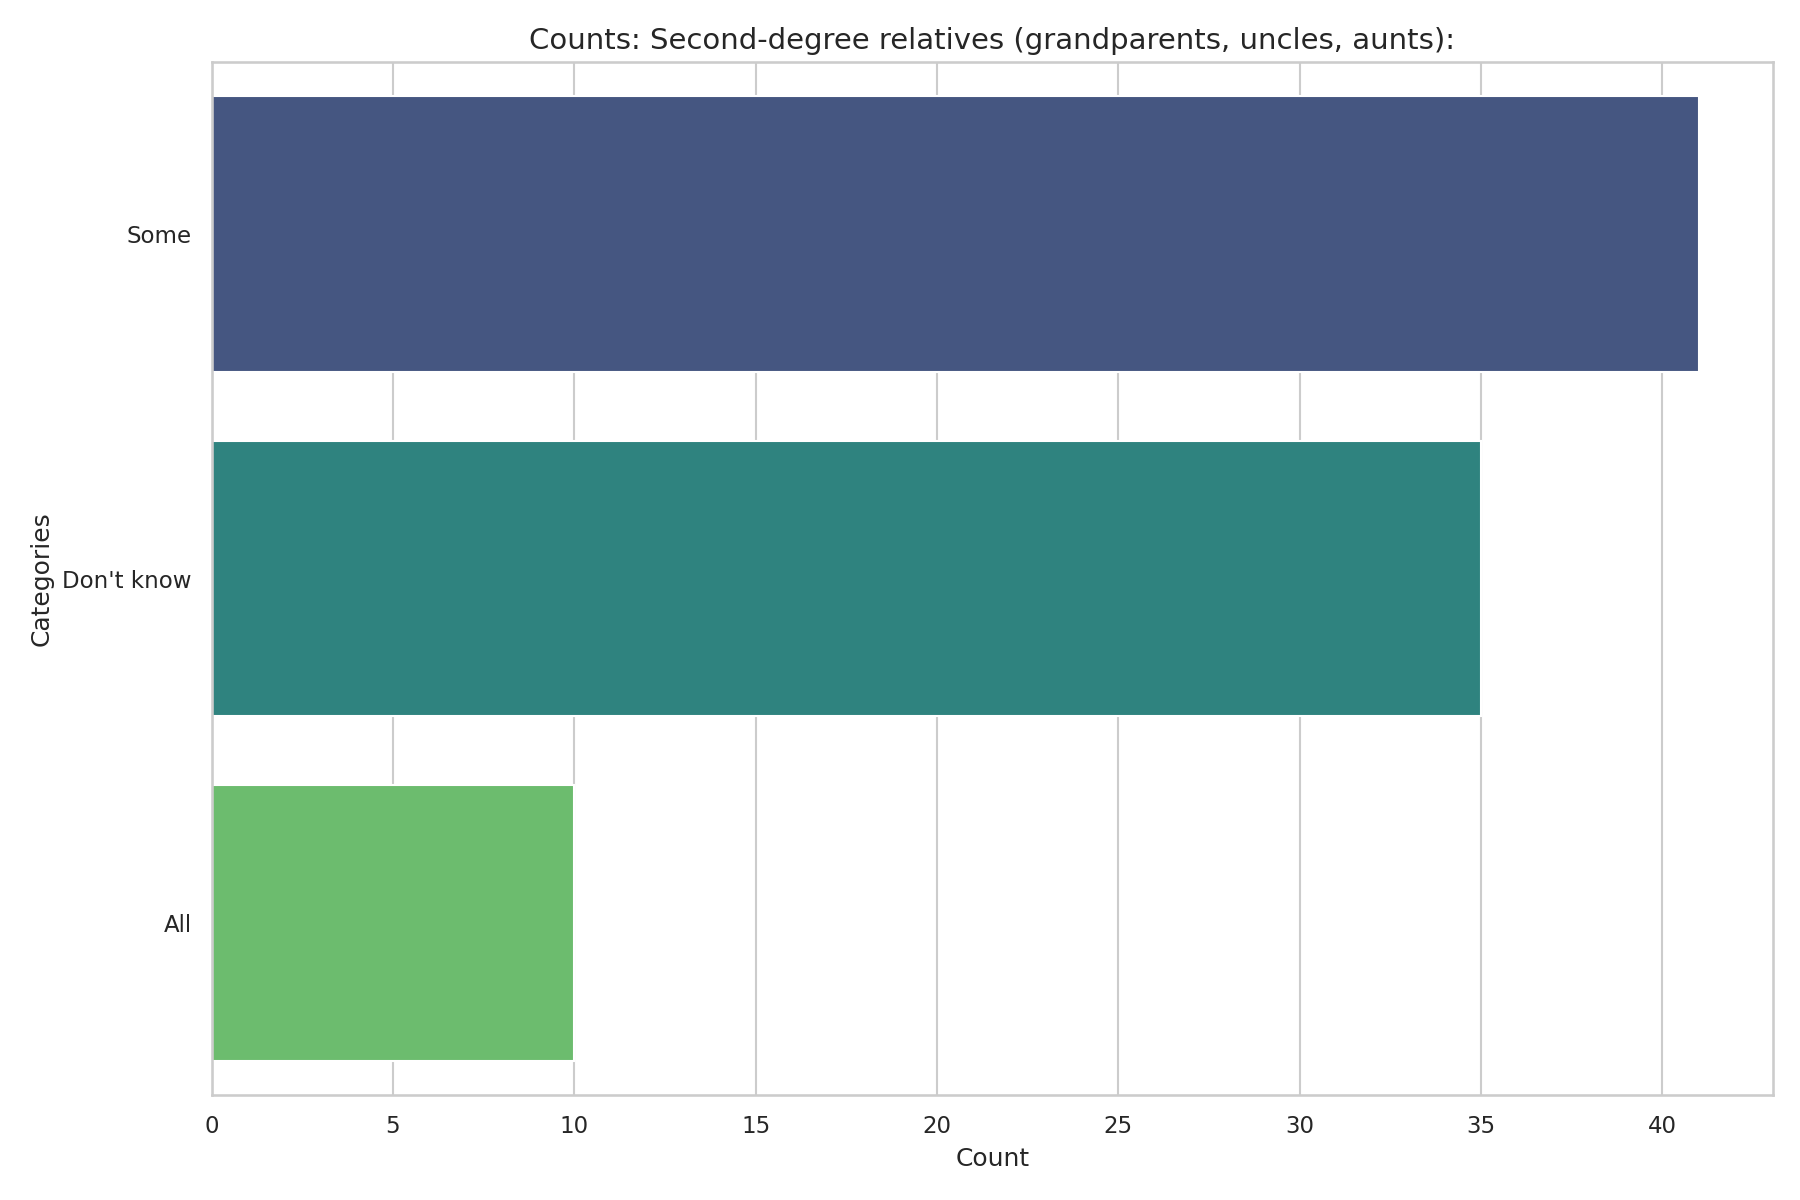 Counts: Second-degree relatives (grandparents, uncles, aunts):
Categories
Some
Don't know
All
0 5 10 15 20 25 30 35 40
Count